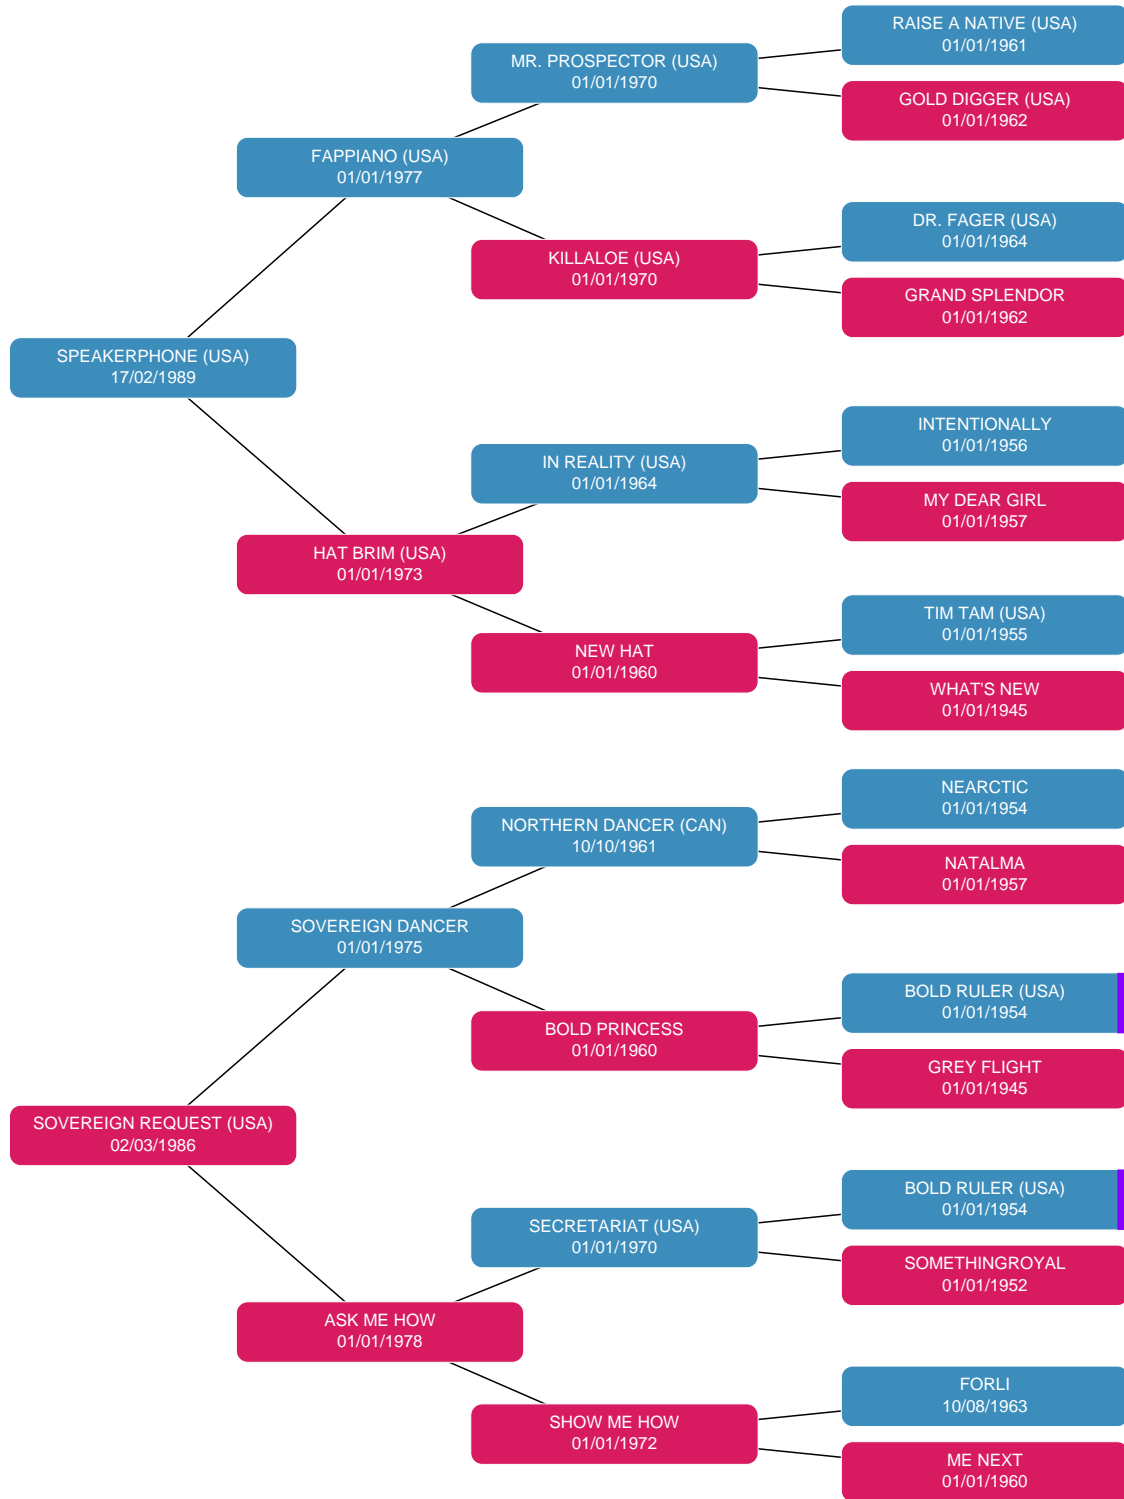 RAISE A NATIVE (USA)
01/01/1961
MR. PROSPECTOR (USA)
01/01/1970
GOLD DIGGER (USA)
01/01/1962
FAPPIANO (USA)
01/01/1977
DR. FAGER (USA)
01/01/1964
KILLALOE (USA)
01/01/1970
GRAND SPLENDOR
01/01/1962
SPEAKERPHONE (USA)
17/02/1989
INTENTIONALLY
01/01/1956
IN REALITY (USA)
01/01/1964
MY DEAR GIRL
01/01/1957
HAT BRIM (USA)
01/01/1973
TIM TAM (USA)
01/01/1955
NEW HAT
01/01/1960
WHAT'S NEW
01/01/1945
NEARCTIC
01/01/1954
NORTHERN DANCER (CAN)
10/10/1961
NATALMA
01/01/1957
SOVEREIGN DANCER
01/01/1975
BOLD RULER (USA)
01/01/1954
BOLD PRINCESS
01/01/1960
GREY FLIGHT
01/01/1945
SOVEREIGN REQUEST (USA)
02/03/1986
BOLD RULER (USA)
01/01/1954
SECRETARIAT (USA)
01/01/1970
SOMETHINGROYAL
01/01/1952
ASK ME HOW
01/01/1978
FORLI
10/08/1963
SHOW ME HOW
01/01/1972
ME NEXT
01/01/1960